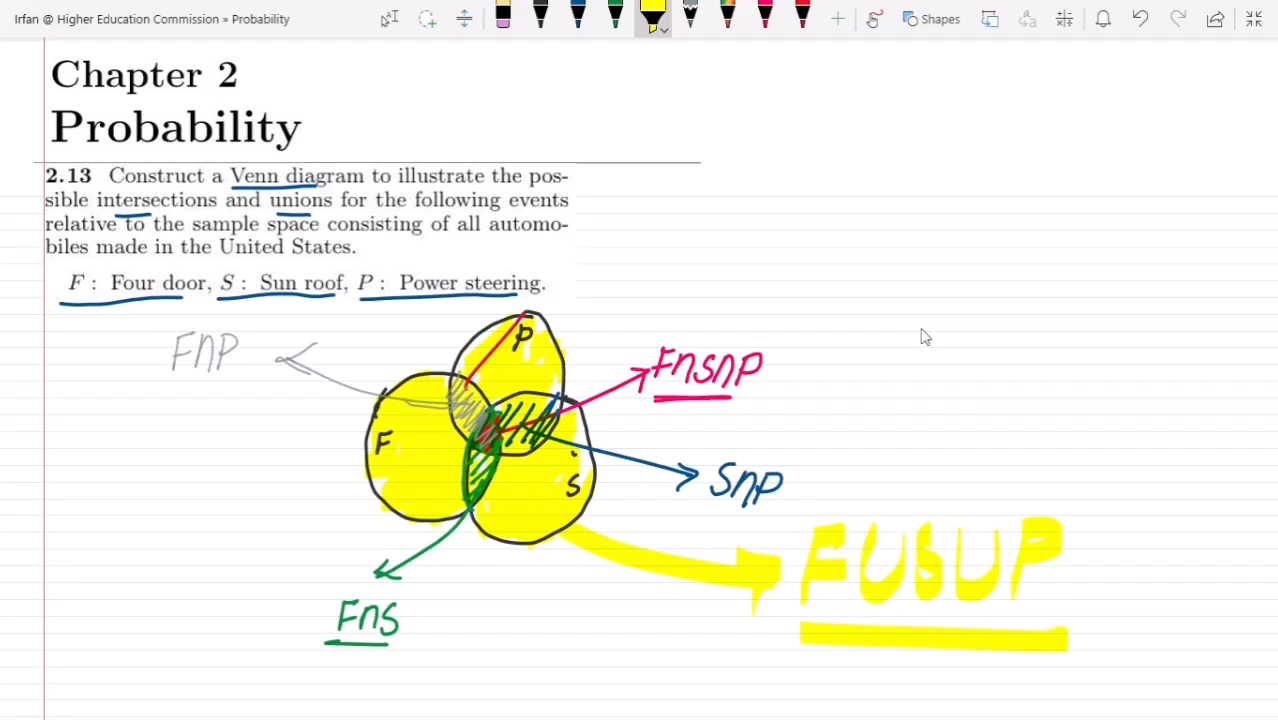 Irfan @ Higher Education Commission » Probability
Shapes
Chapter 2
Probability
2.13 Construct a Venn diagram to illustrate the pos-
sible intersections and unions for the following events
relative to the sample space consisting of all automo-
biles made in the United States.
F : Four door, S : Sun roof, P : Power steering.
P
F∩P
F∩S∩P
F
S
S∩P
F∪S∪P
F∩S